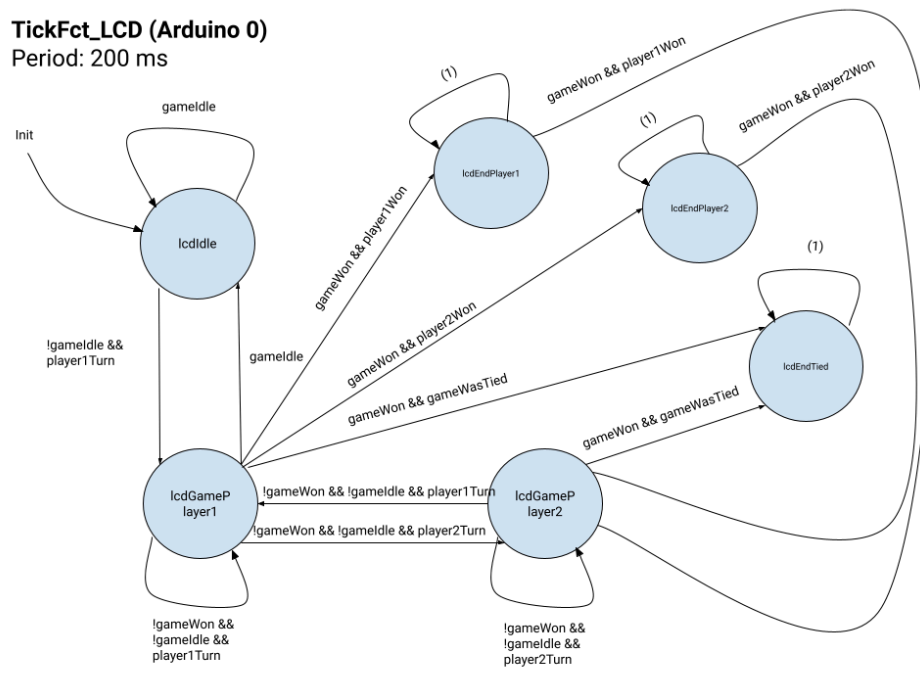 TickFct_LCD (Arduino 0)
Period: 200 ms
(1)
gameWon && player1Won
gameWon && player2Won
gameIdle
(1)
Init
lcdEndPlayer1
lcdEndPlayer2
lcdIdle
(1)
gameWon && player1Won
gameWon && player2Won
!gameIdle &&
player1Turn
gameIdle
lcdEndTied
gameWon && gameWasTied
gameWon && gameWasTied
lcdGameP
layer1
!gameWon && !gameIdle && player1Turn
lcdGameP
layer2
!gameWon && !gameIdle && player2Turn
!gameWon &&
!gameIdle &&
player1Turn
!gameWon &&
!gameIdle &&
player2Turn